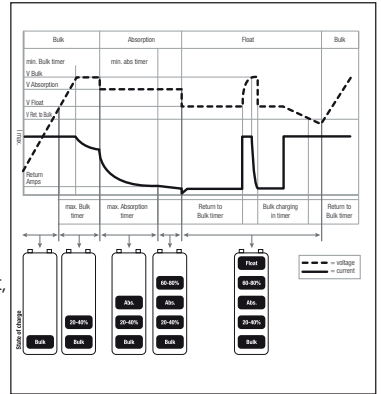 Bulk Absorption Float Bulk
min. Bulk timer min. abs timer
V Bulk
V Absorption
V Float
V Ret. to Bulk
I max.
Return
Amps
max. Bulk
timer
max. Absorption
timer
Return to
Bulk timer
Bulk charging
in timer
Return to
Bulk timer
= voltage
= current
State of charge
Bulk
20-40%
Bulk
Abs.
20-40%
Bulk
60-80%
Abs.
20-40%
Bulk
Float
60-80%
Abs.
20-40%
Bulk